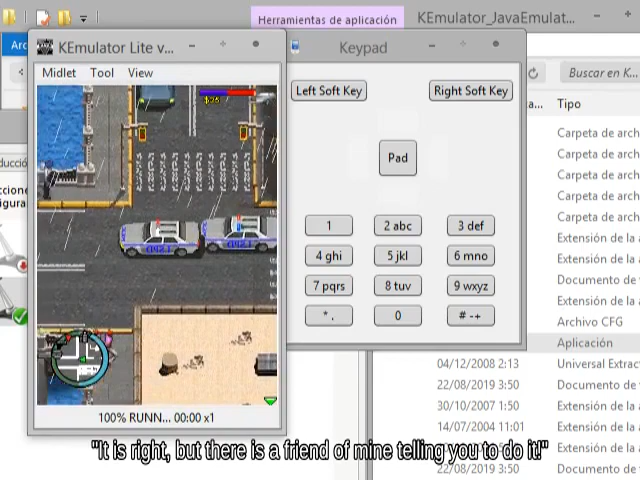 Herramientas de aplicación
KEmulator_JavaEmulat...
KEmulator Lite v...
Keypad
Midlet Tool View
Left Soft Key
Right Soft Key
Pad
1
2 abc
3 def
4 ghi
5 jkl
6 mno
7 pqrs
8 tuv
9 wxyz
* .
0
# -+
100% RUNN... 00:00 x1
Buscar en K...
Tipo
Carpeta de arch
Carpeta de arch
Carpeta de arch
Carpeta de arch
Carpeta de arch
Extensión de la a
Extensión de la a
Documento de t
Extensión de la a
Archivo CFG
Aplicación
04/12/2008 2:13 Universal Extrac
22/08/2019 3:50 Documento de t
30/10/2007 1:50 Extensión de la a
14/07/2004 11:01 Extensión de la a
22/08/2019 3:50 Documento de t
"It is right, but there is a friend of mine telling you to do it!"